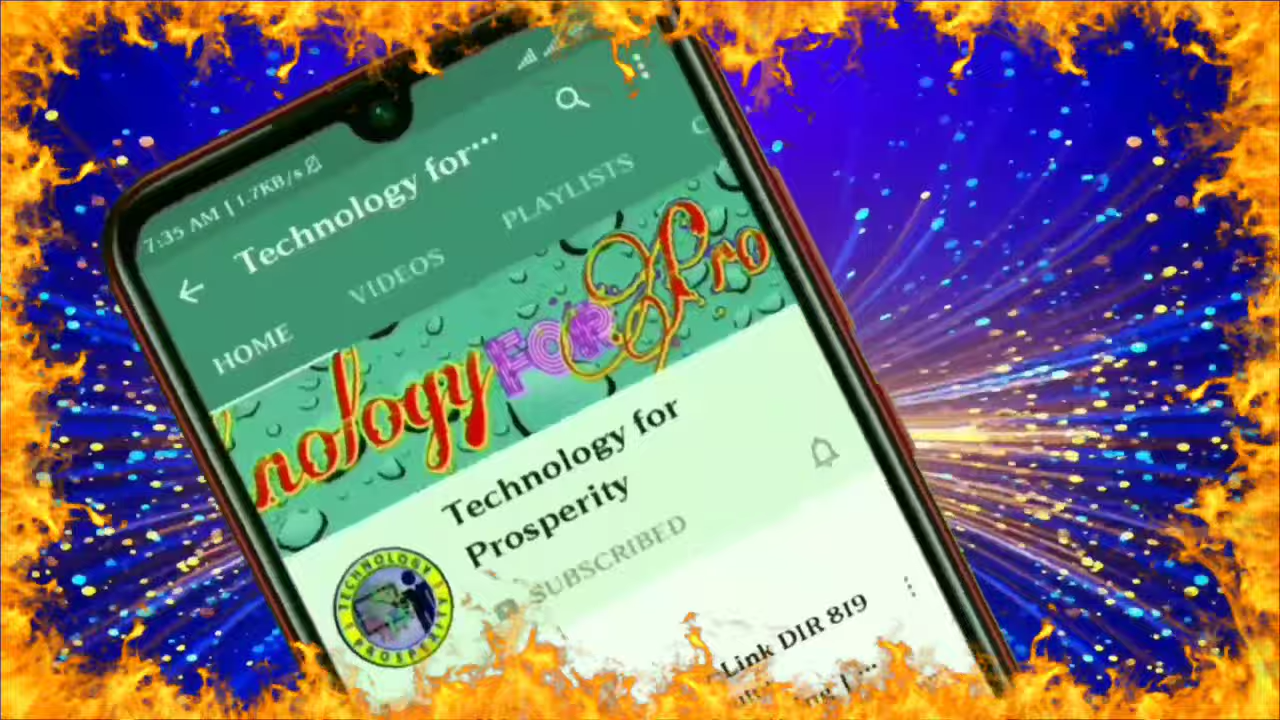 7:35 AM | 1.7KB/s
Technology for...
HOME VIDEOS PLAYLISTS C
nology FOR Pro
Technology for
Prosperity
SUBSCRIBED
TECHNOLOGY
Link DIR 819